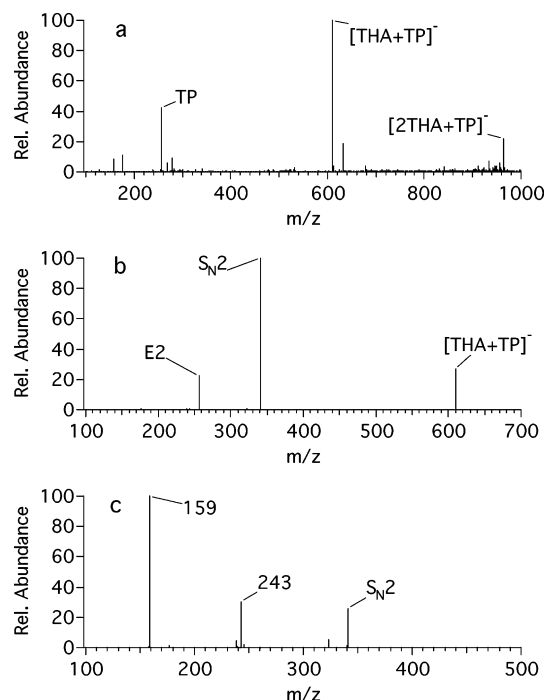 a
Rel. Abundance
100
80
60
40
20
0
TP
[THA+TP]-
[2THA+TP]-
200 400 600 800 1000
m/z
b
Rel. Abundance
100
80
60
40
20
0
E2
SN2
[THA+TP]-
100 200 300 400 500 600 700
m/z
c
Rel. Abundance
100
80
60
40
20
0
159
243
SN2
100 200 300 400 500
m/z